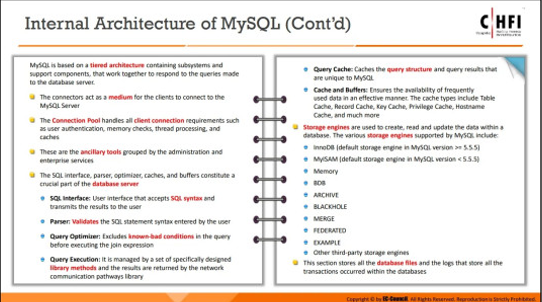 Internal Architecture of MySQL (Cont'd)
CHFI
MySQL is based on a tiered architecture containing subsystems and
support components, that work together to respond to the queries made
to the database server.
The connectors act as a medium for the clients to connect to the
MySQL Server
The Connection Pool handles all client connection requirements such
as user authentication, memory checks, thread processing, and
caches
These are the ancillary tools grouped by the administration and
enterprise services
The SQL interface, parser, optimizer, caches, and buffers constitute a
crucial part of the database server
SQL Interface: User interface that accepts SQL syntax and
transmits the results to the user
Parser: Validates the SQL statement syntax entered by the user
Query Optimizer: Excludes known-bad conditions in the query
before executing the join expression
Query Execution: It is managed by a set of specifically designed
library methods and the results are returned by the network
communication pathways library
Query Cache: Caches the query structure and query results that
are unique to MySQL
Cache and Buffers: Ensures the availability of frequently
used data in an effective manner. The cache types include Table
Cache, Record Cache, Key Cache, Privilege Cache, Hostname
Cache, and much more
Storage engines are used to create, read and update the data within a
database. The various storage engines supported by MySQL include:
InnoDB (default storage engine in MySQL version >= 5.5.5)
MyISAM (default storage engine in MySQL version < 5.5.5)
Memory
BDB
ARCHIVE
BLACKHOLE
MERGE
FEDERATED
EXAMPLE
Other third-party storage engines
This section stores all the database files and the logs that store all the
transactions occurred within the databases
Copyright © by EC-Council. All Rights Reserved. Reproduction is Strictly Prohibited.